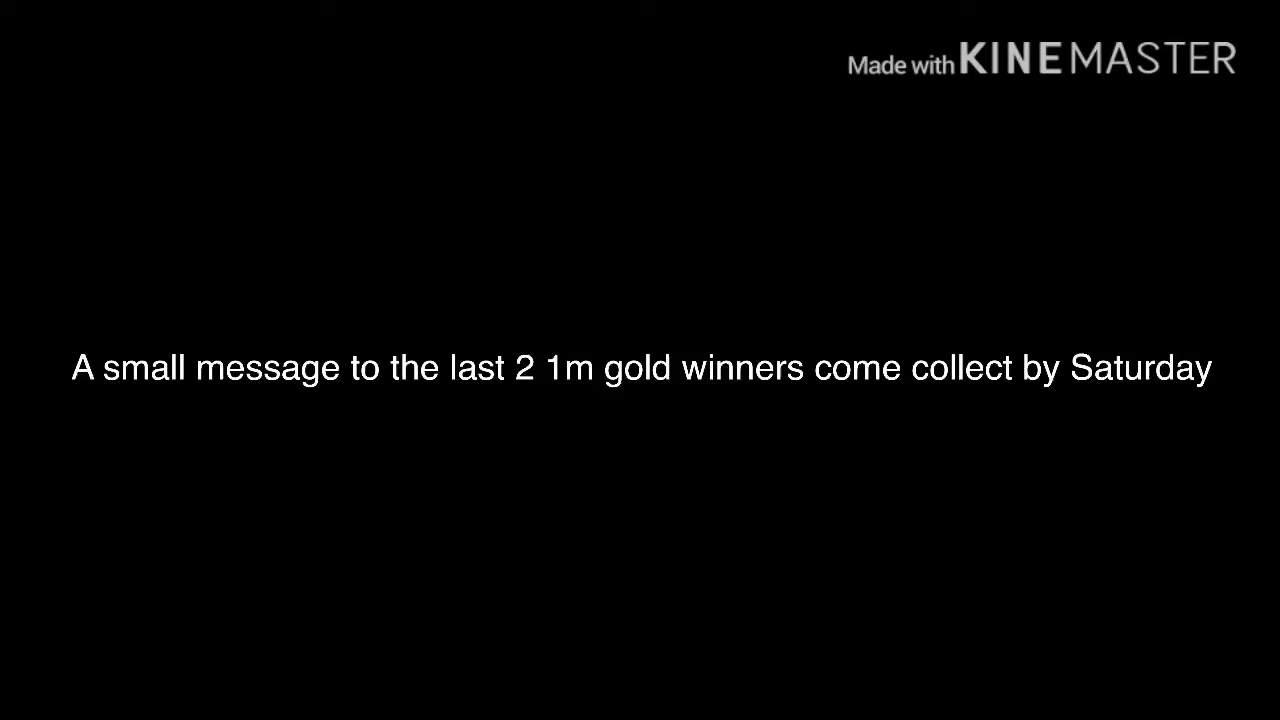 Made with KINEMASTER
A small message to the last 2 1m gold winners come collect by Saturday